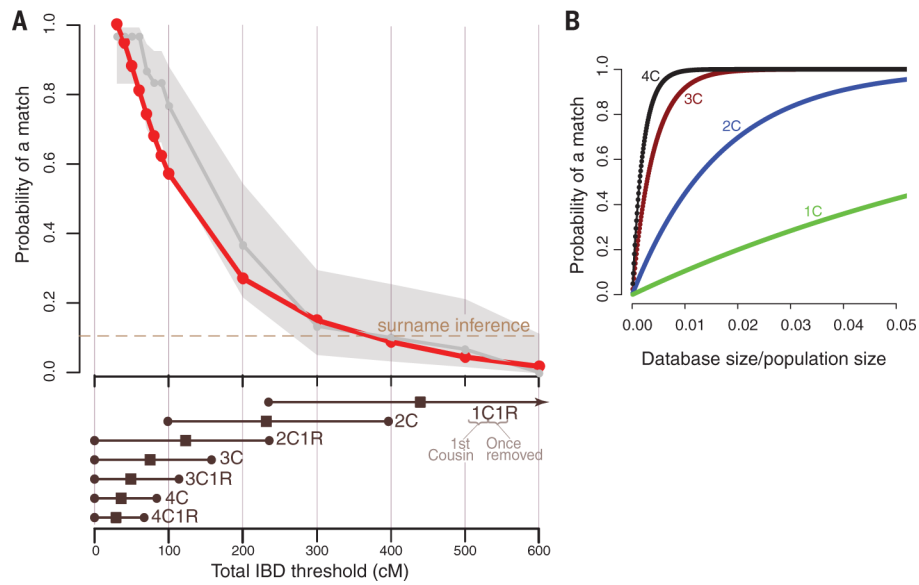 A
Probability of a match
1.0
0.8
0.6
0.4
0.2
0.0
surname inference
1C1R
1st Cousin
Once removed
2C
2C1R
3C
3C1R
4C
4C1R
0 100 200 300 400 500 600
Total IBD threshold (cM)
B
Probability of a match
1.0
0.8
0.6
0.4
0.2
0.0
4C
3C
2C
1C
0.00 0.01 0.02 0.03 0.04 0.05
Database size/population size